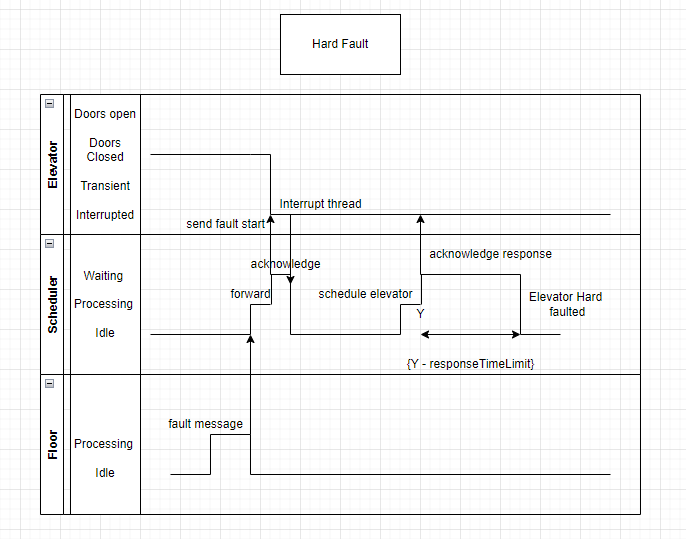 Hard Fault
Elevator
Doors open
Doors
Closed
Transient
Interrupted
Interrupt thread
send fault start
Scheduler
Waiting
Processing
Idle
acknowledge
forward
schedule elevator
acknowledge response
Y
Elevator Hard
faulted
{Y - responseTimeLimit}
Floor
Processing
Idle
fault message